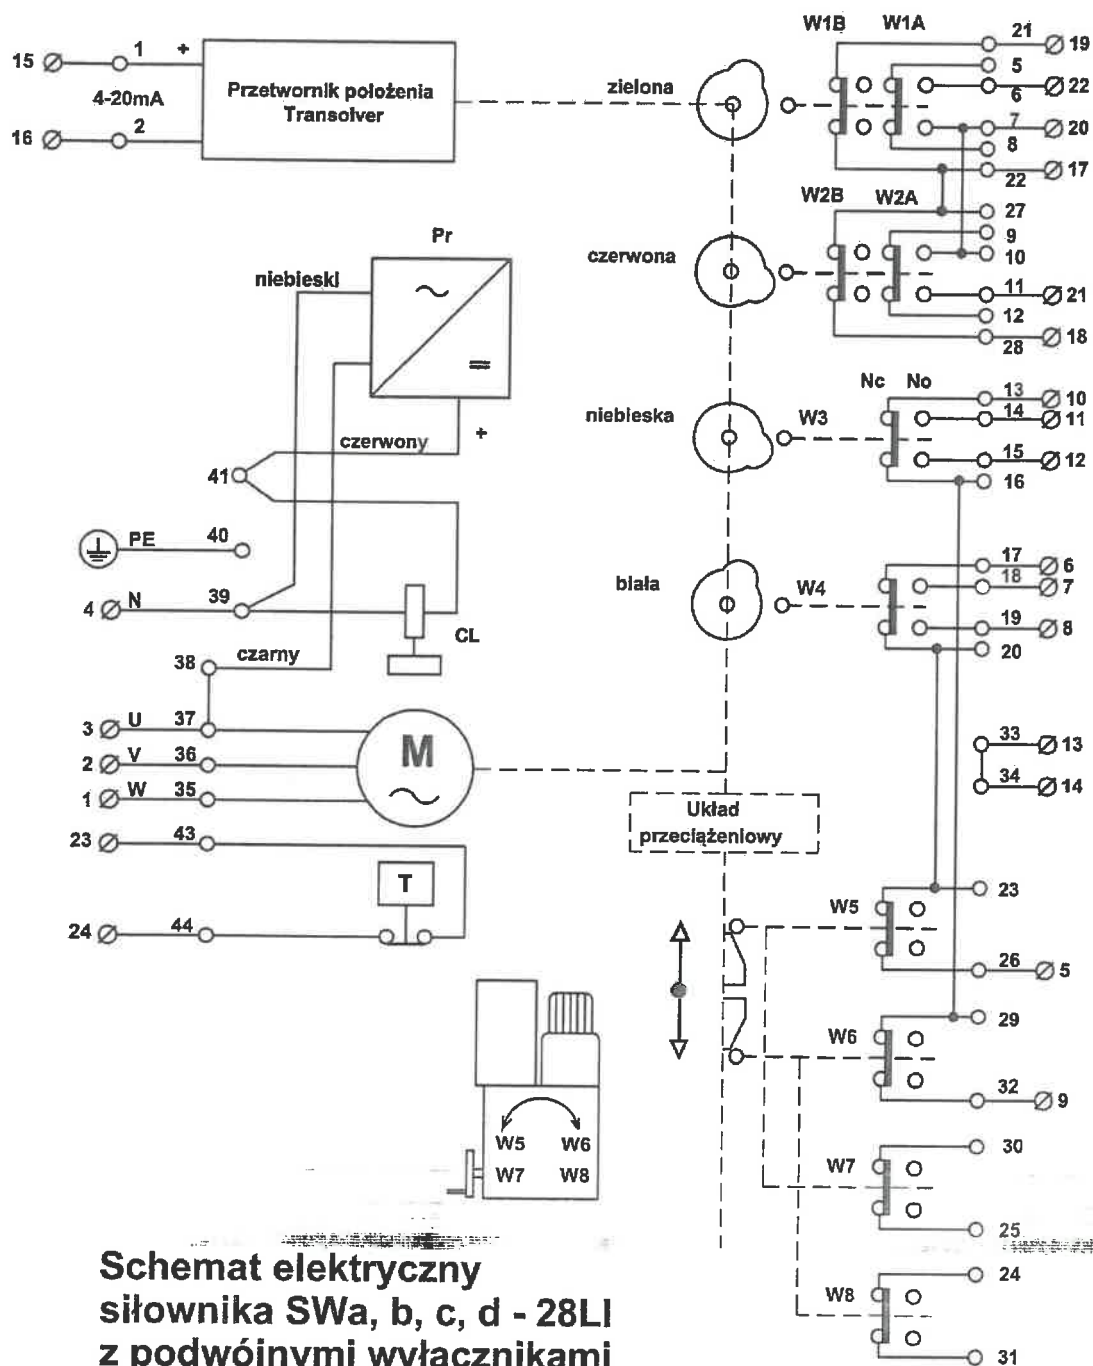 15 1 + Przetwornik położenia
4-20mA Transolver
16 2
zielona
W1B W1A
21 19
5
6 22
7 20
8
22 17
W2B W2A
27
czerwona
9
10
11 21
12
28 18
Pr
niebieski
czerwony +
41
niebieska
W3
Nc No
13 10
14 11
15 12
16
PE 40
4 N 39
CL
38 czarny
biała
W4
17 6
18 7
19 8
20
3 U 37
2 V 36
1 W 35
M
23 43
T
24 44
33 13
34 14
Układ
przeciążeniowy
W5
23
26 5
W6
29
32 9
W7
30
25
W8
24
31
W5 W6
W7 W8
Schemat elektryczny
siłownika SWa, b, c, d - 28LI
z podwójnymi wyłącznikami